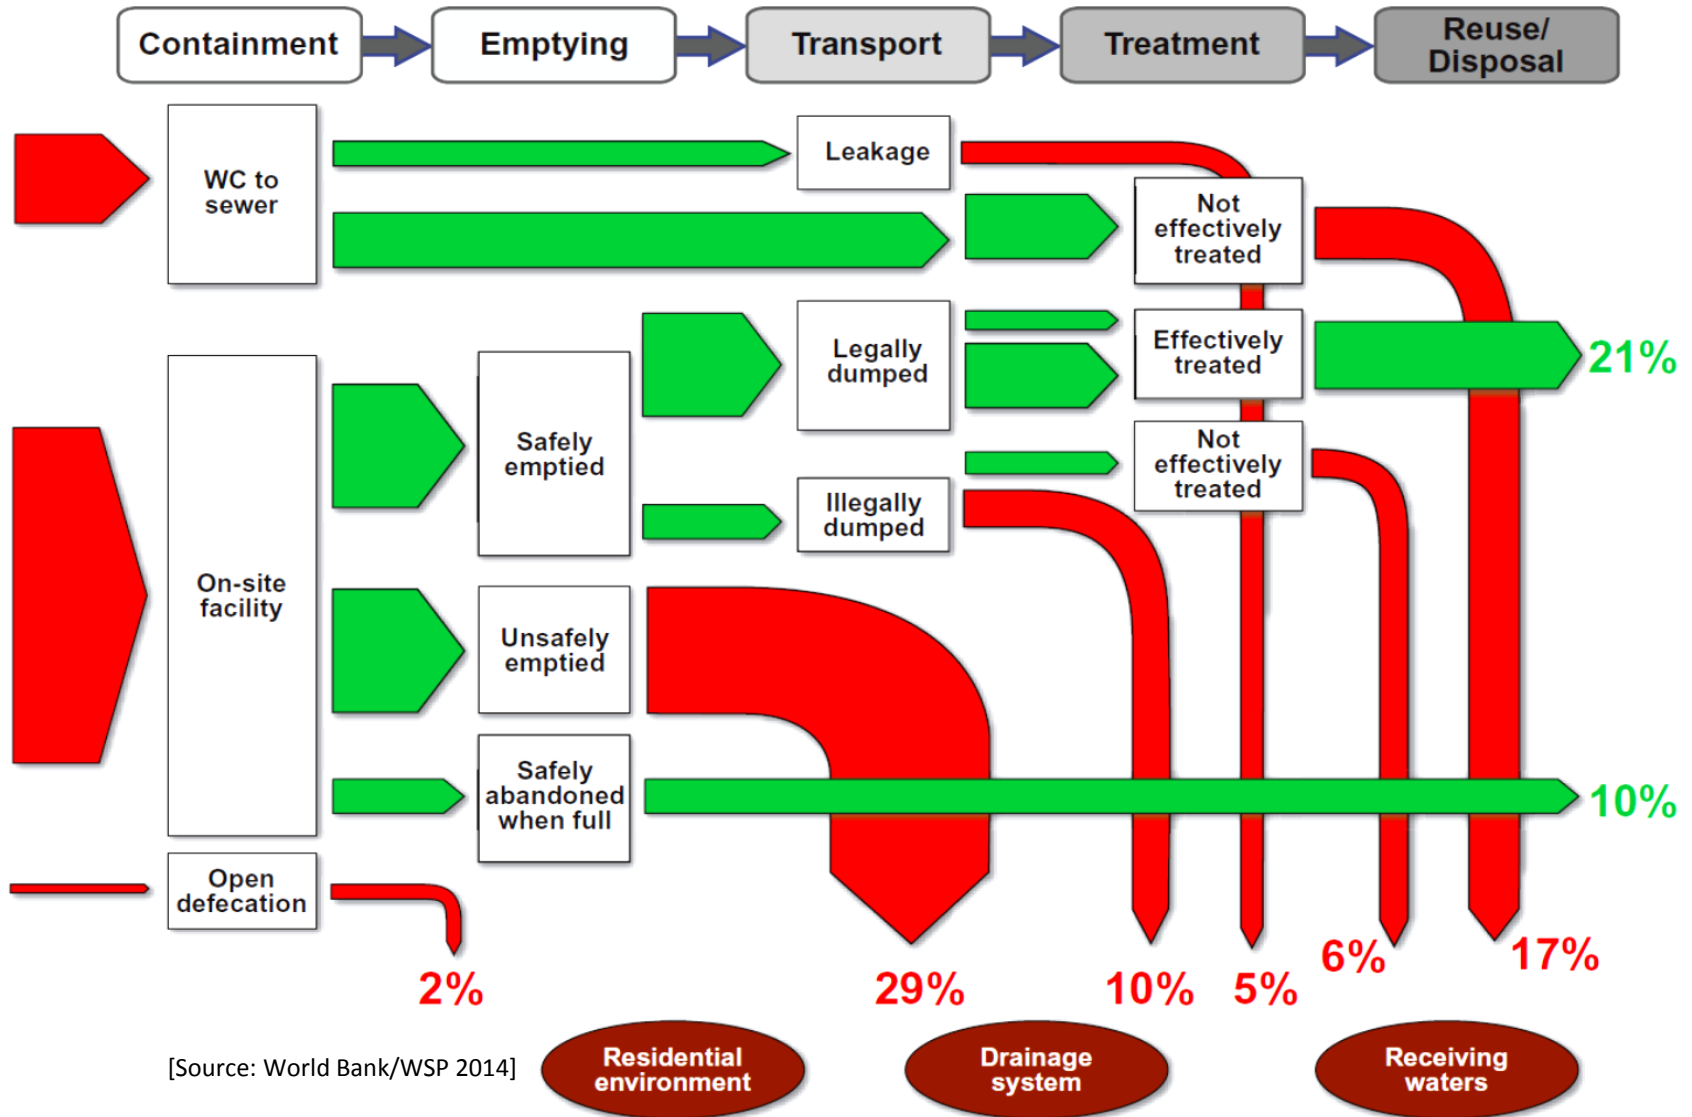 Containment
Emptying
Transport
Treatment
Reuse/
Disposal
WC to
sewer
Leakage
Not
effectively
treated
Legally
dumped
Effectively
treated
21%
Safely
emptied
Not
effectively
treated
Illegally
dumped
On-site
facility
Unsafely
emptied
Safely
abandoned
when full
10%
Open
defecation
2%
29%
10%
5%
6%
17%
[Source: World Bank/WSP 2014]
Residential
environment
Drainage
system
Receiving
waters